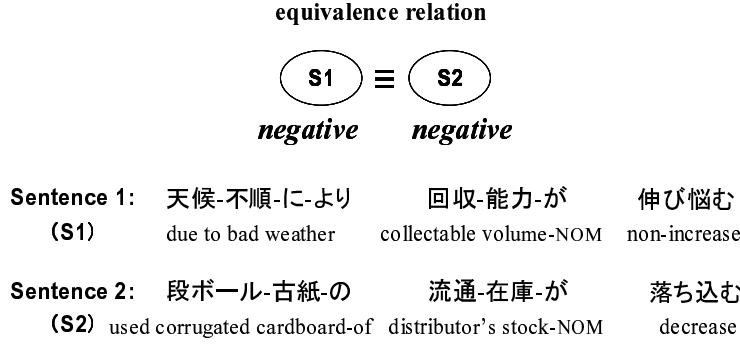 equivalence relation
S1 ≡ S2
negative negative
Sentence 1: 天候-不順-に-より 回収-能力-が 伸び悩む
(S1) due to bad weather collectable volume-NOM non-increase
Sentence 2: 段ボール-古紙-の 流通-在庫-が 落ち込む
(S2) used corrugated cardboard-of distributor's stock-NOM decrease